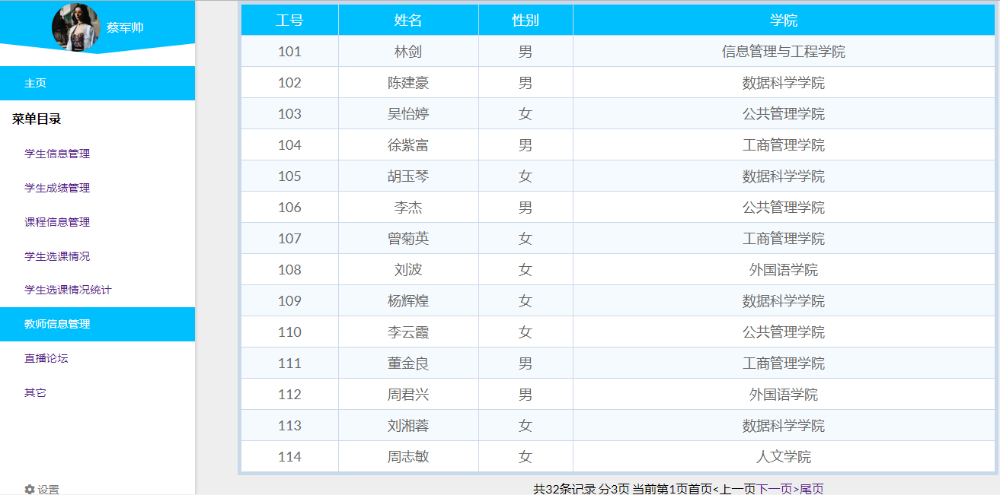 蔡军帅
主页
菜单目录
学生信息管理
学生成绩管理
课程信息管理
学生选课情况
学生选课情况统计
教师信息管理
直播论坛
其它
设置
工号 姓名 性别 学院
101 林剑 男 信息管理与工程学院
102 陈建豪 男 数据科学学院
103 吴怡婷 女 公共管理学院
104 徐紫富 男 工商管理学院
105 胡玉琴 女 数据科学学院
106 李杰 男 公共管理学院
107 曾菊英 女 工商管理学院
108 刘波 女 外国语学院
109 杨辉煌 女 数据科学学院
110 李云霞 女 公共管理学院
111 董金良 男 工商管理学院
112 周君兴 男 外国语学院
113 刘湘蓉 女 数据科学学院
114 周志敏 女 人文学院
共32条记录 分3页 当前第1页首页<上一页下一页>尾页